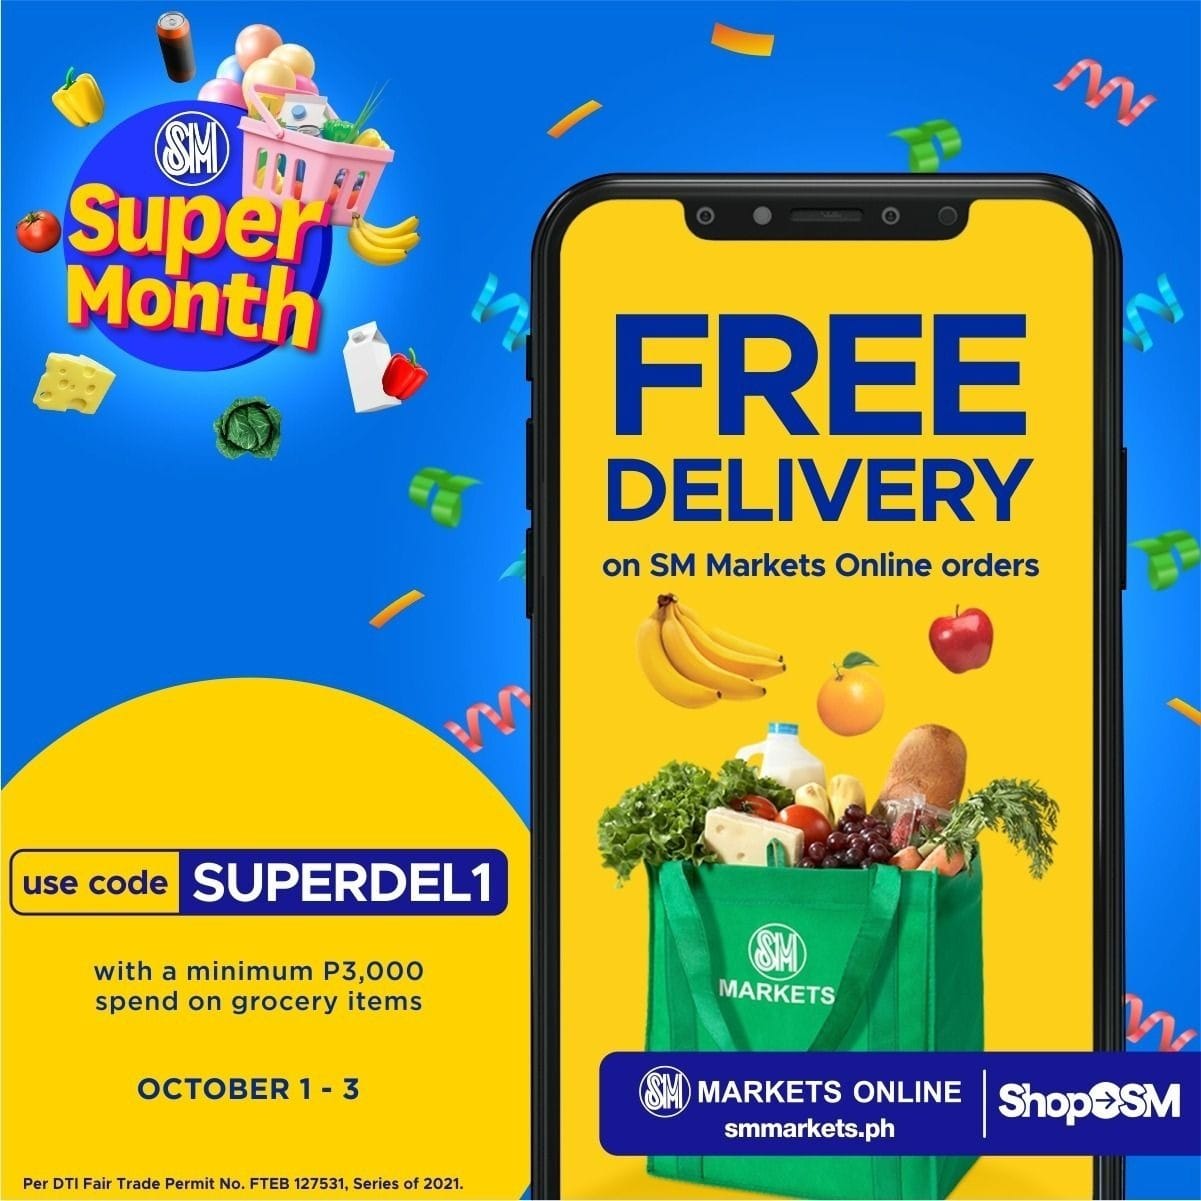 SM
Super
Month
FREE
DELIVERY
on SM Markets Online orders
use code SUPERDEL1
with a minimum P3,000
spend on grocery items
OCTOBER 1 - 3
SM
MARKETS
SM MARKETS ONLINE
smmarkets.ph
ShopSM
Per DTI Fair Trade Permit No. FTEB 127531, Series of 2021.